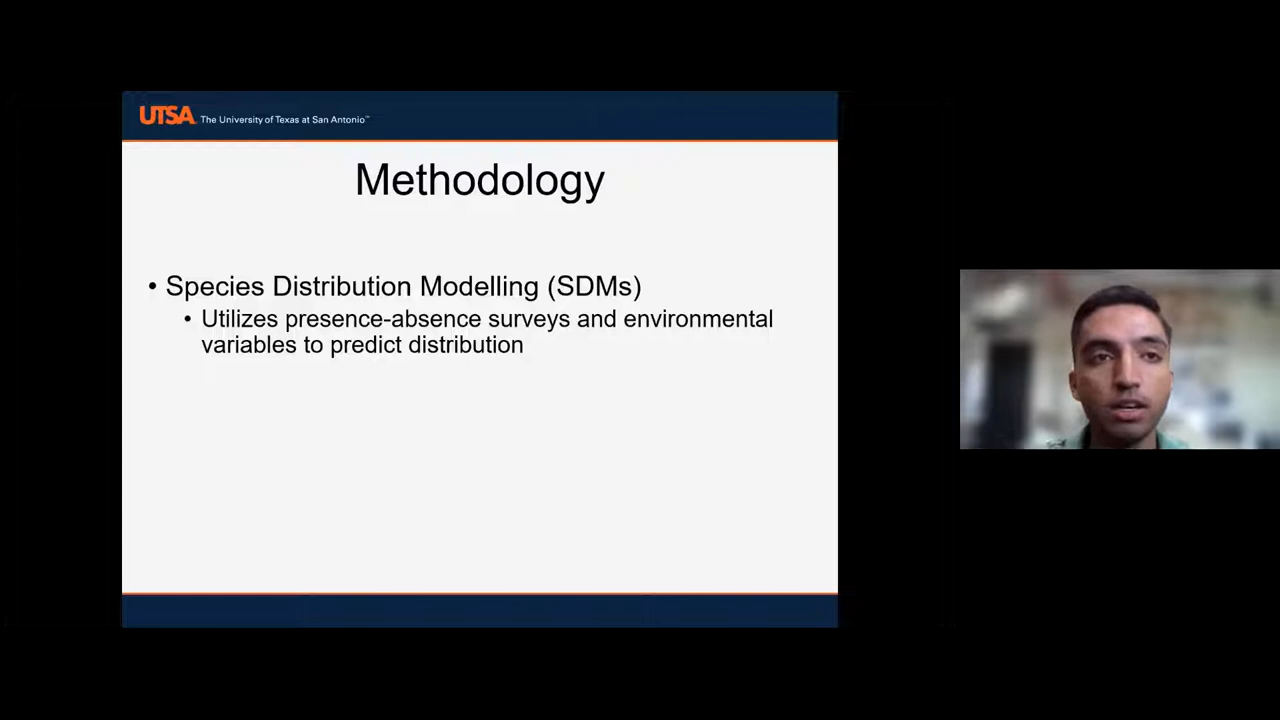 UTSA The University of Texas at San Antonio™
Methodology
• Species Distribution Modelling (SDMs)
• Utilizes presence-absence surveys and environmental
variables to predict distribution